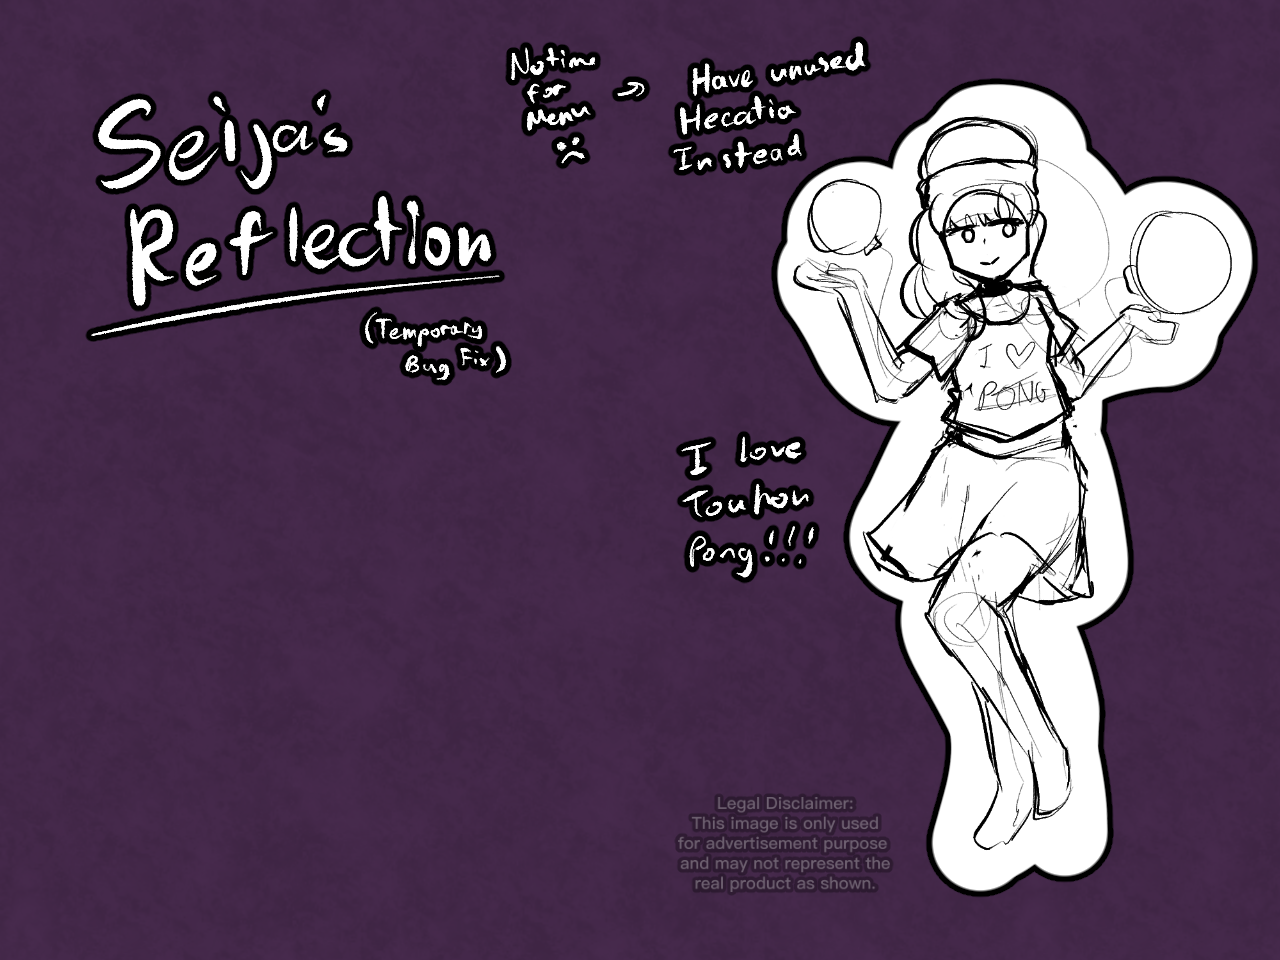 Seija's
Reflection
(Temporary
Bug Fix)
No time
for
Menu
:(
→
Have unused
Hecatia
Instead
I ♡
PONG
I love
Touhou
Pong!!!
Legal Disclaimer:
This image is only used
for advertisement purpose
and may not represent the
real product as shown.